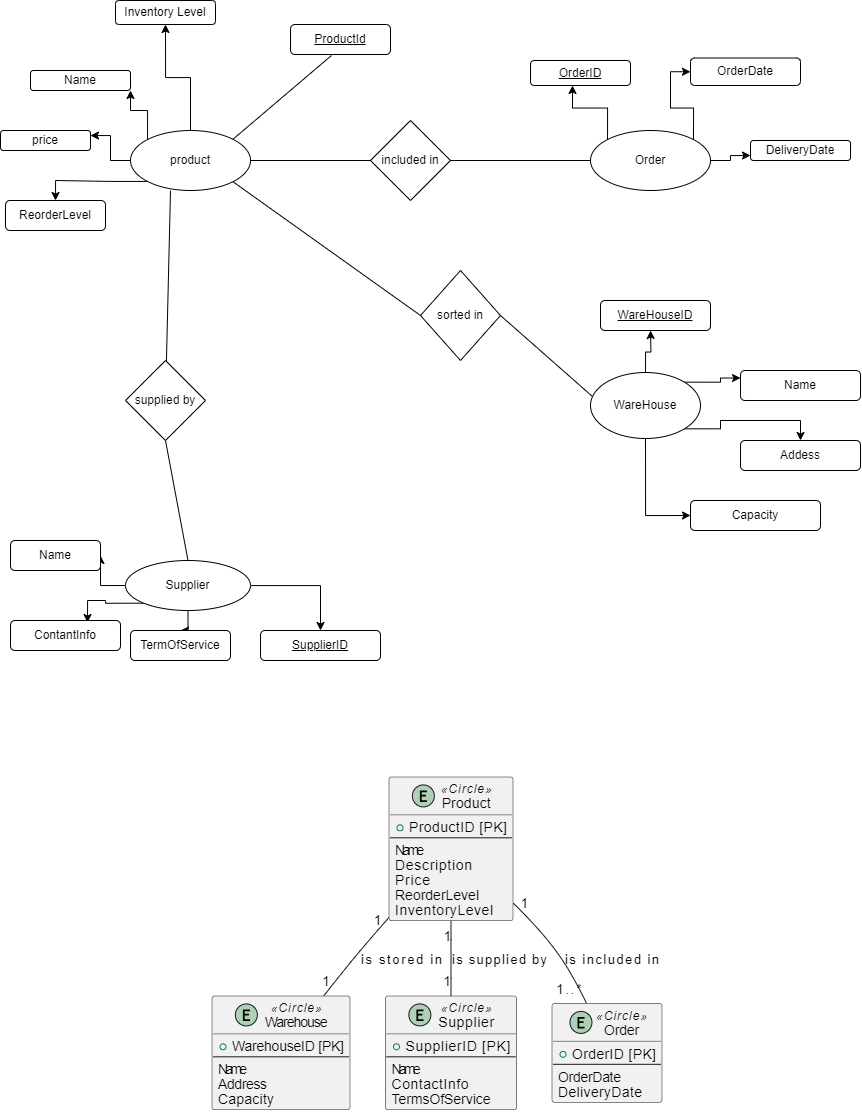 Inventory Level
ProductId
Name
price
ReorderLevel
product
included in
OrderID
OrderDate
Order
DeliveryDate
sorted in
WareHouseID
WareHouse
Name
Addess
Capacity
supplied by
Name
Supplier
ContantInfo
TermOfService
SupplierID
E
«Circle»
Product
ProductID [PK]
Name
Description
Price
ReorderLevel
InventoryLevel
1
1
1
is stored in
is supplied by
is included in
1
1
1..*
E
«Circle»
Warehouse
WarehouseID [PK]
Name
Address
Capacity
E
«Circle»
Supplier
SupplierID [PK]
Name
ContactInfo
TermsOfService
E
«Circle»
Order
OrderID [PK]
OrderDate
DeliveryDate